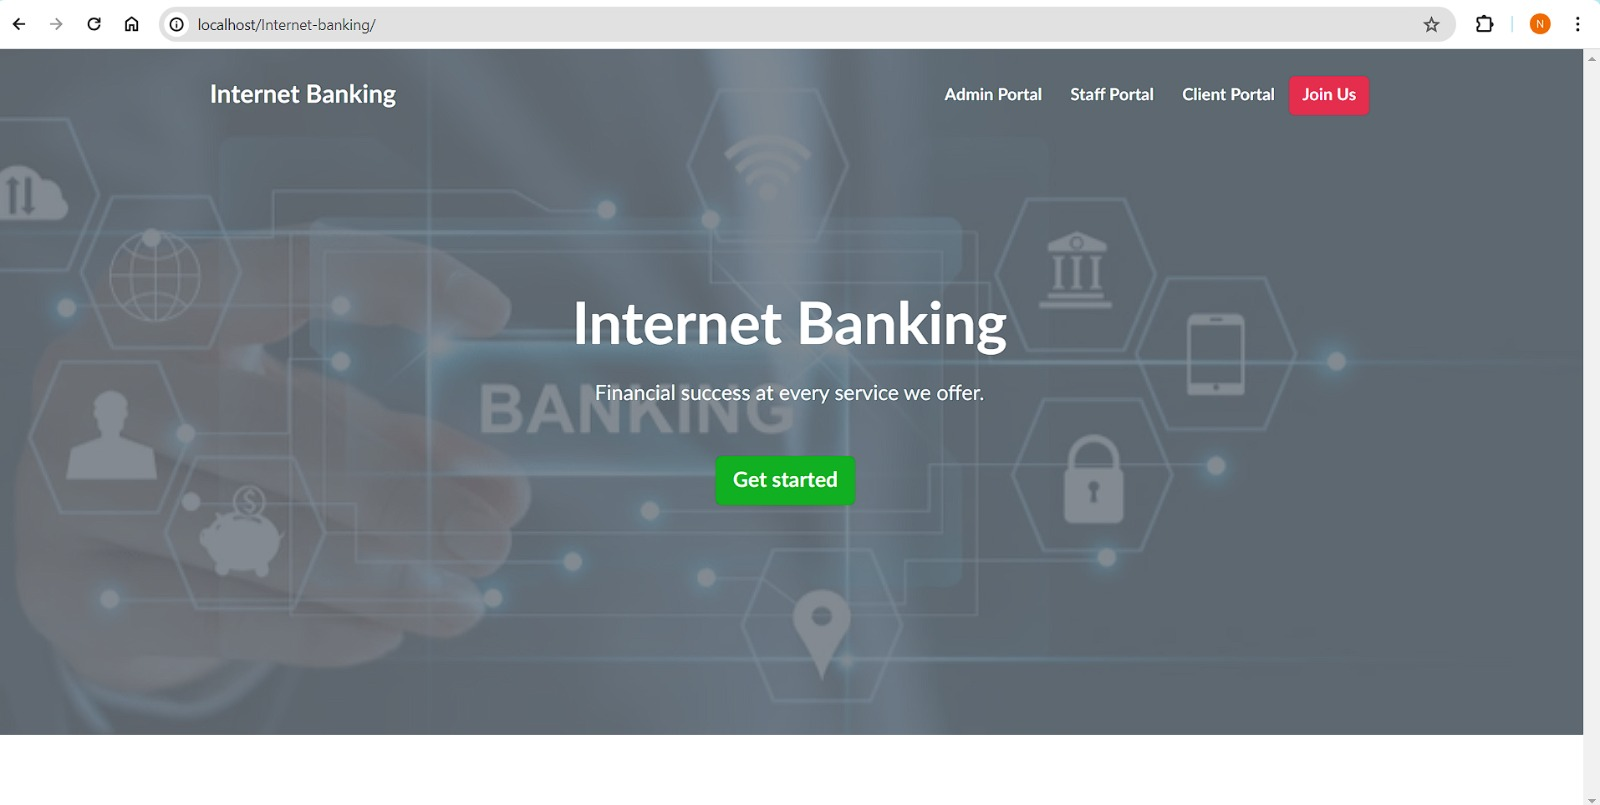 localhost/Internet-banking/
N
Internet Banking
Admin Portal
Staff Portal
Client Portal
Join Us
Internet Banking
Financial success at every service we offer.
BANKING
Get started